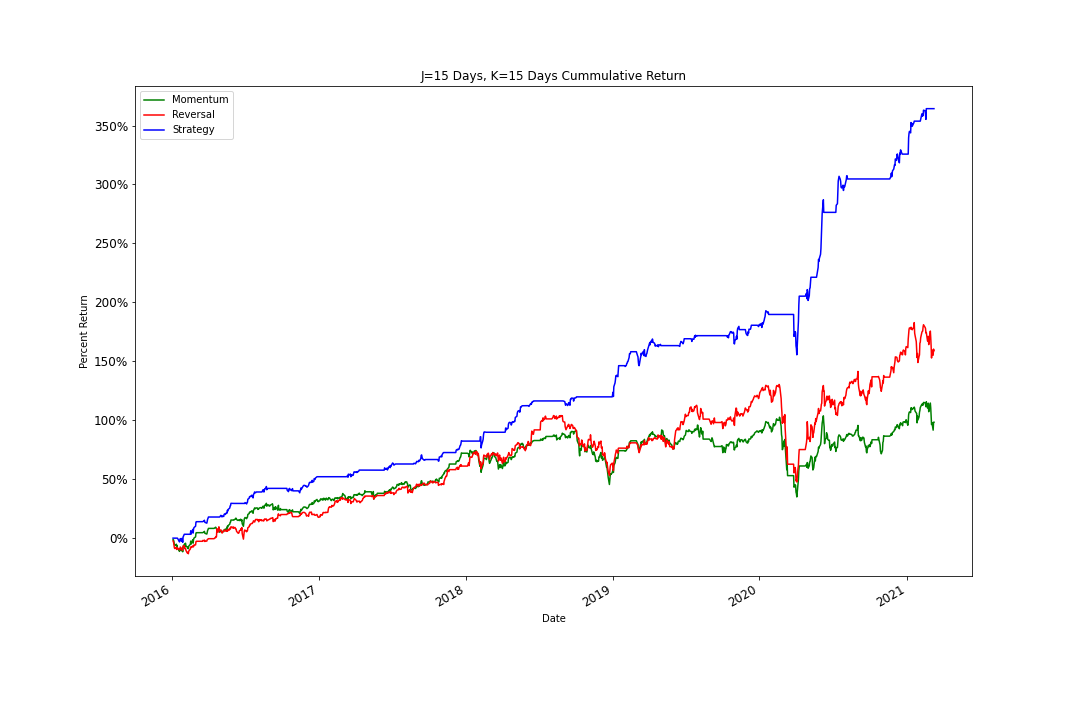 J=15 Days, K=15 Days Cummulative Return
Momentum
Reversal
Strategy
350%
300%
250%
200%
150%
100%
50%
0%
Percent Return
2016
2017
2018
2019
2020
2021
Date